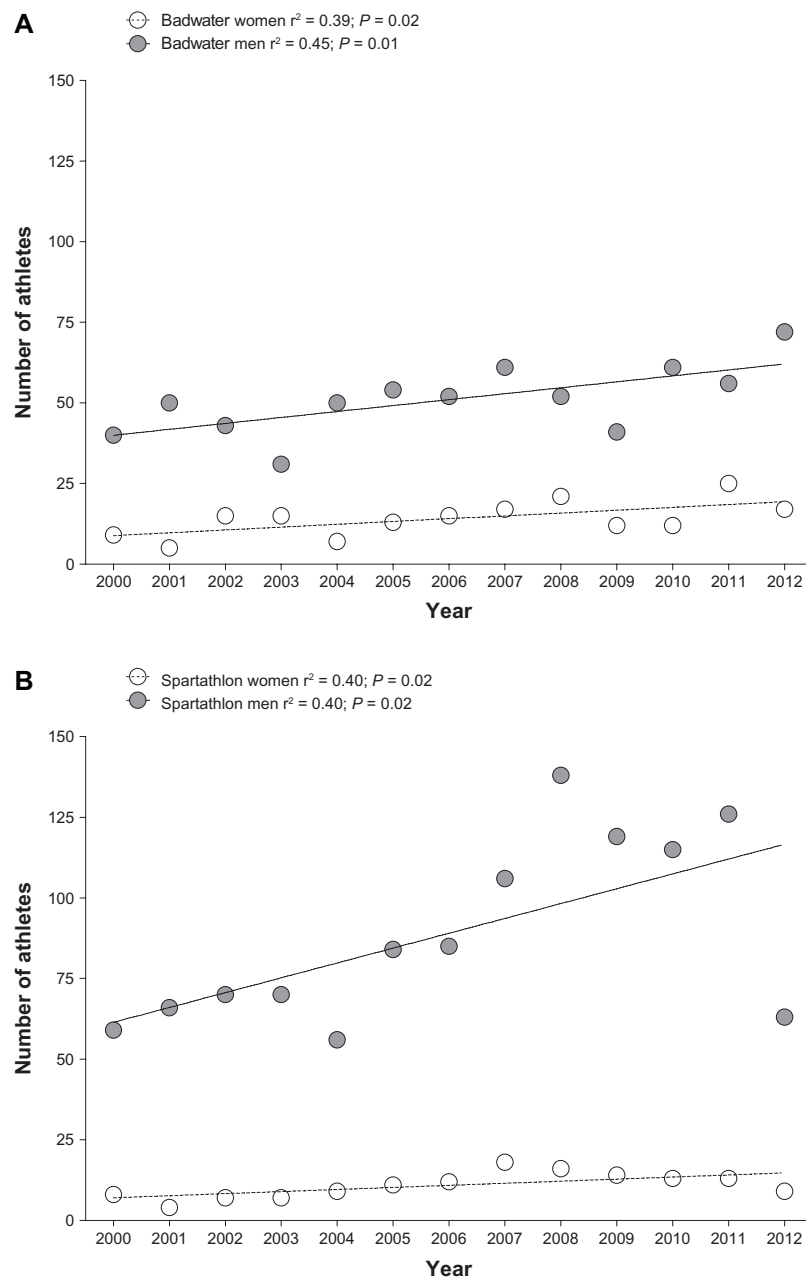 A
Badwater women r² = 0.39; P = 0.02
Badwater men r² = 0.45; P = 0.01
150
125
100
75
50
25
0
Number of athletes
2000 2001 2002 2003 2004 2005 2006 2007 2008 2009 2010 2011 2012
Year
B
Spartathlon women r² = 0.40; P = 0.02
Spartathlon men r² = 0.40; P = 0.02
150
125
100
75
50
25
0
Number of athletes
2000 2001 2002 2003 2004 2005 2006 2007 2008 2009 2010 2011 2012
Year